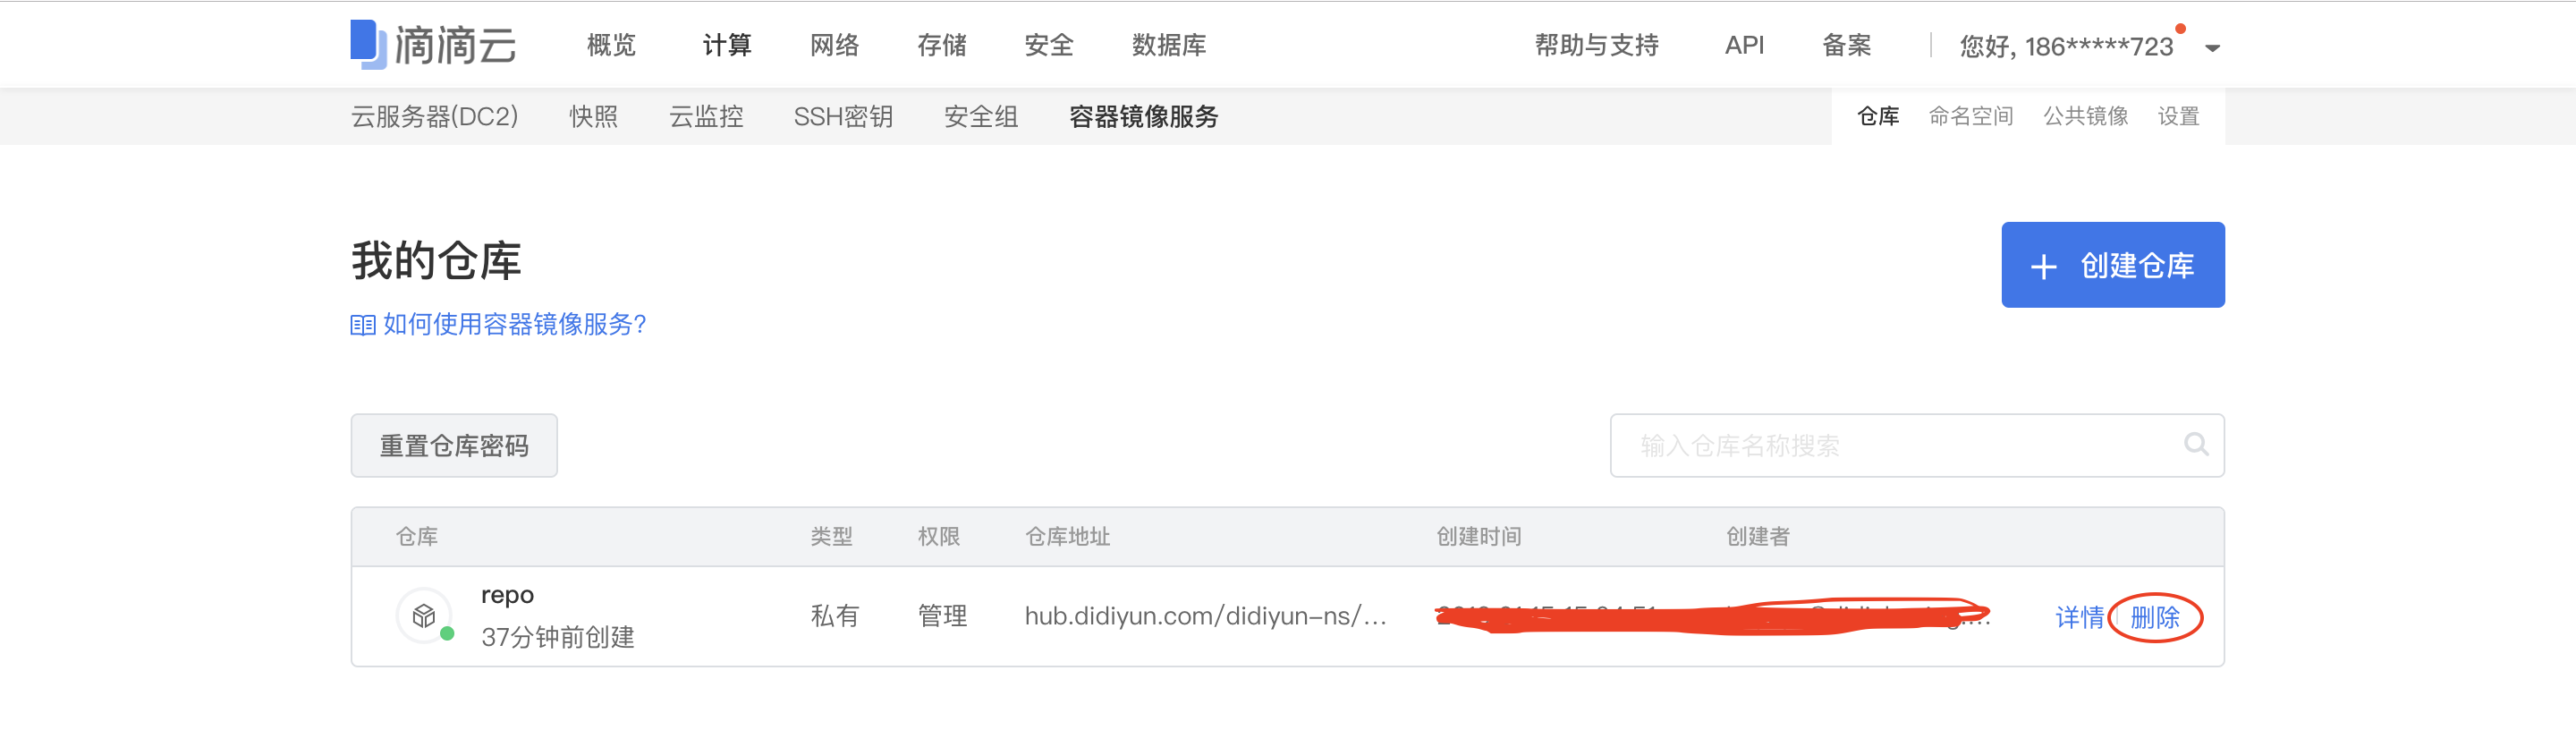 滴滴云 概览 计算 网络 存储 安全 数据库 帮助与支持 API 备案 您好, 186*****723
云服务器(DC2) 快照 云监控 SSH密钥 安全组 容器镜像服务 仓库 命名空间 公共镜像 设置
我的仓库
+ 创建仓库
如何使用容器镜像服务?
重置仓库密码
输入仓库名称搜索
仓库 类型 权限 仓库地址 创建时间 创建者
repo
37分钟前创建
私有 管理 hub.didiyun.com/didiyun-ns/... 详情 删除